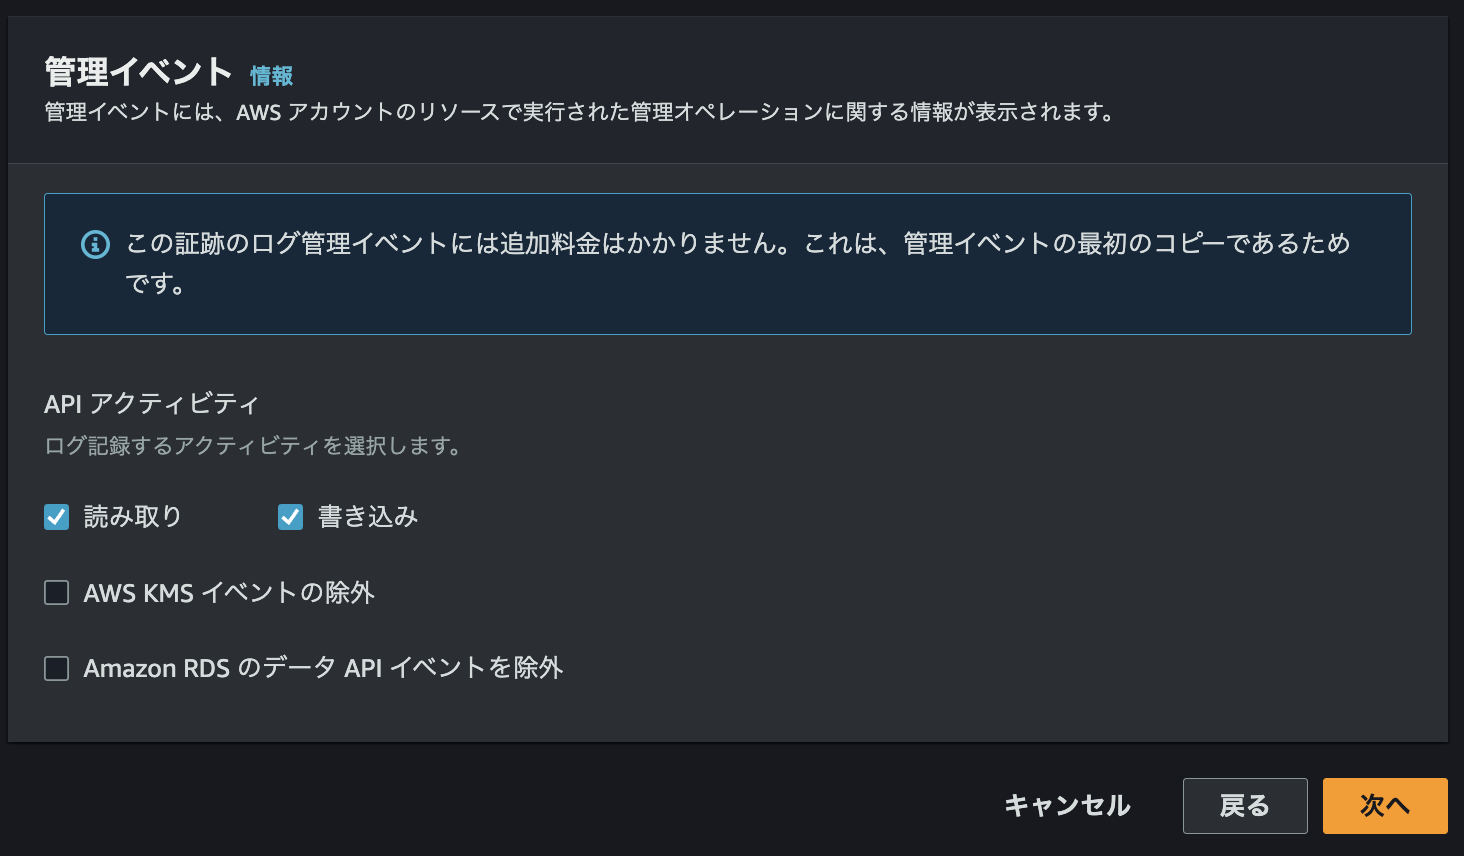 管理イベント 情報
管理イベントには、AWS アカウントのリソースで実行された管理オペレーションに関する情報が表示されます。
この証跡のログ管理イベントには追加料金はかかりません。これは、管理イベントの最初のコピーであるため
です。
API アクティビティ
ログ記録するアクティビティを選択します。
読み取り 書き込み
AWS KMS イベントの除外
Amazon RDS のデータ API イベントを除外
キャンセル 戻る 次へ